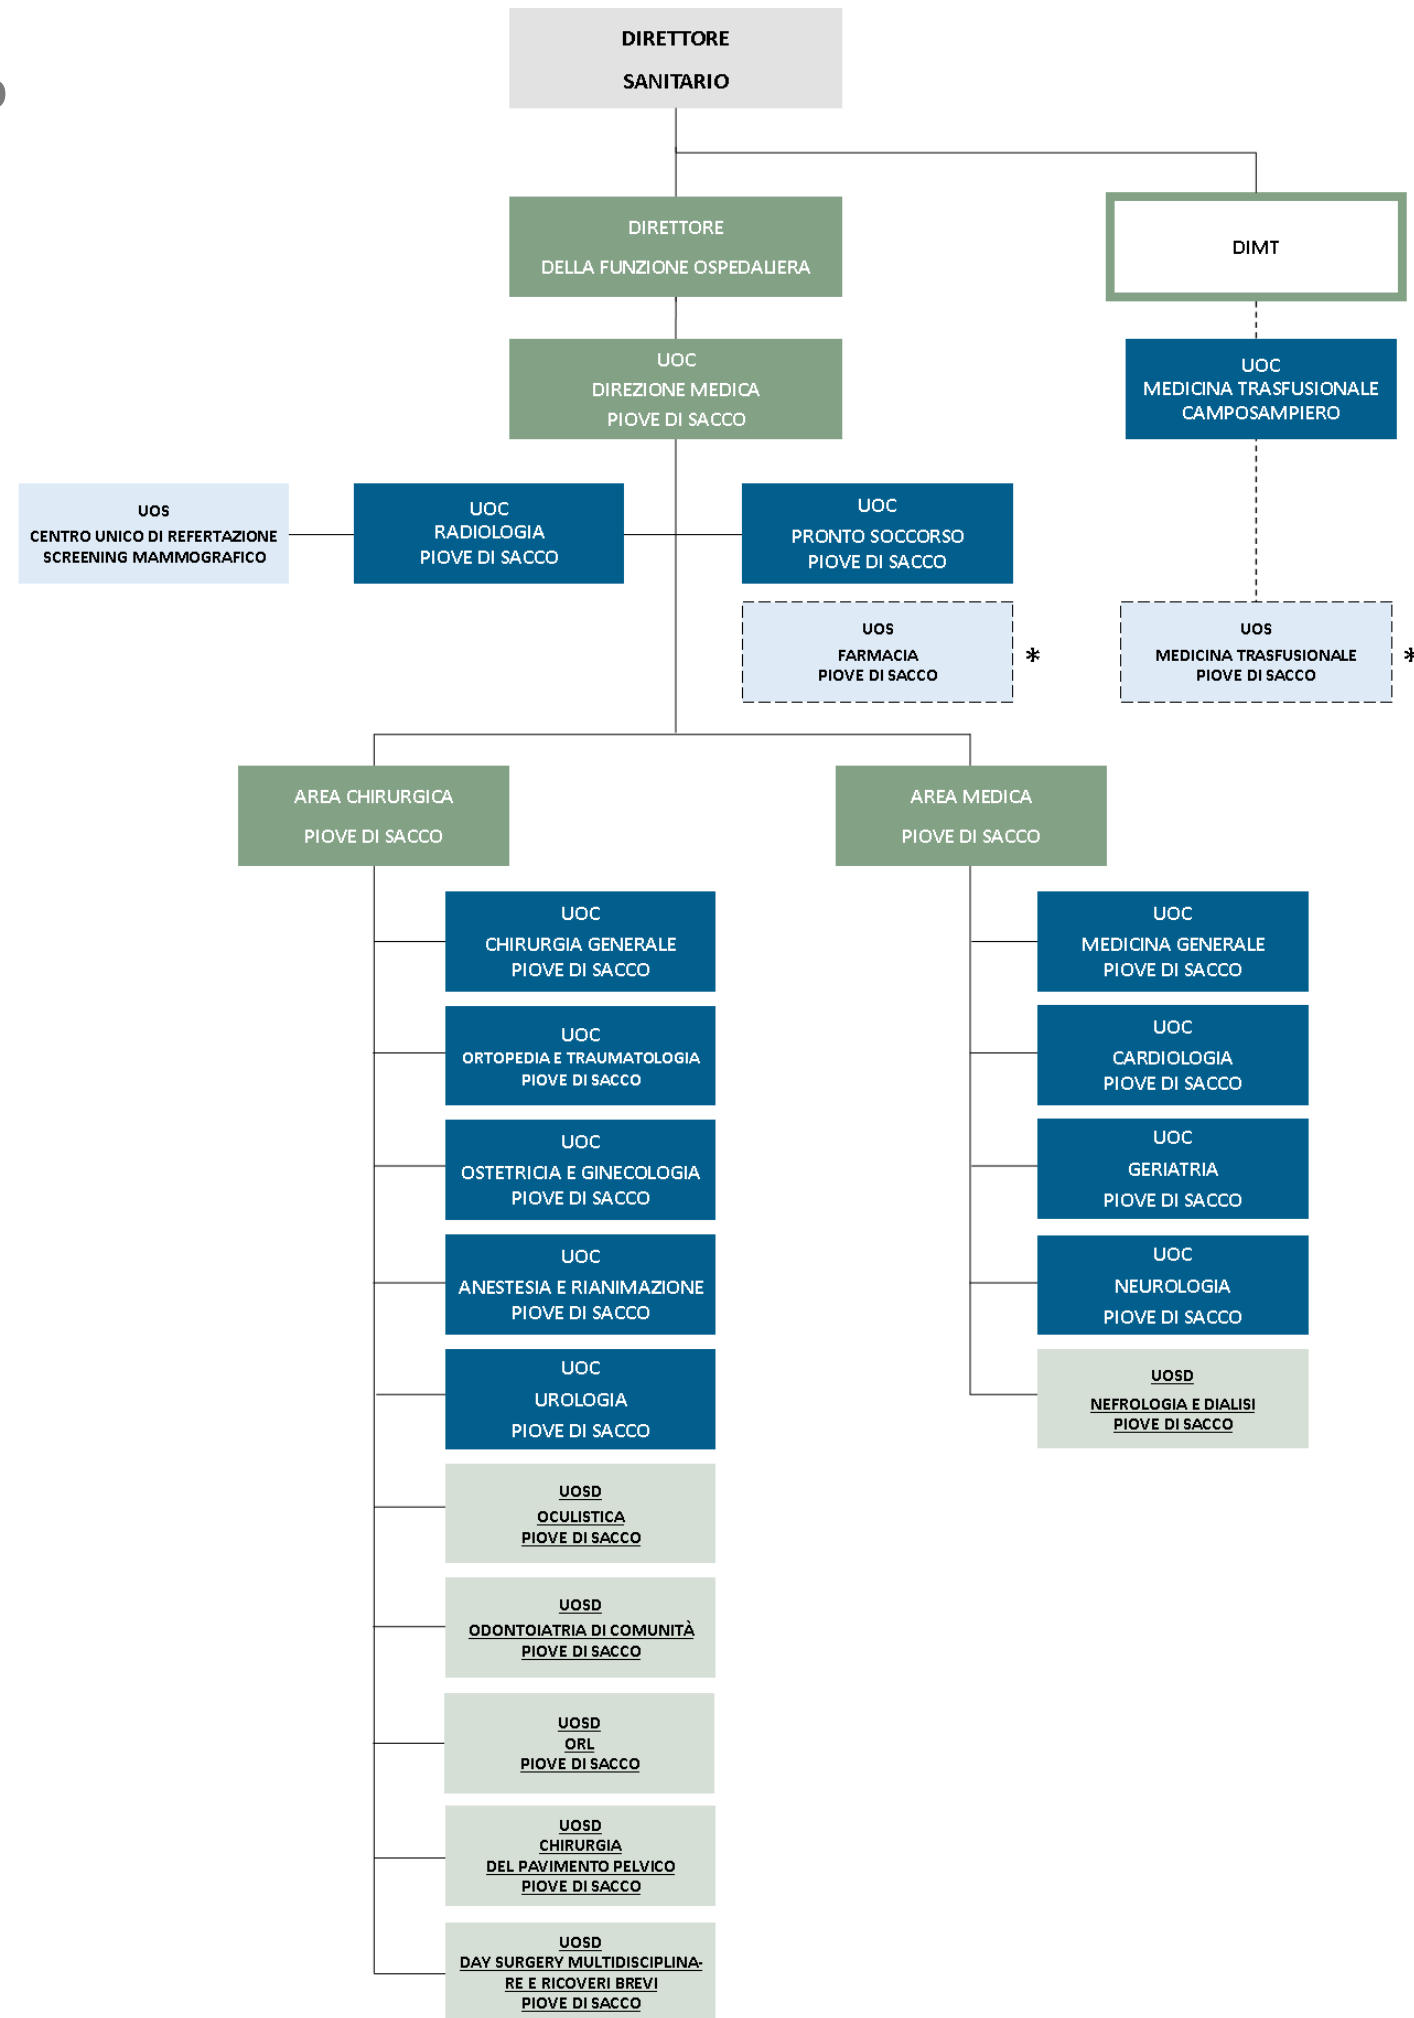 DIRETTORE
SANITARIO
DIRETTORE
DELLA FUNZIONE OSPEDALIERA
DIMT
UOC
DIREZIONE MEDICA
PIOVE DI SACCO
UOC
MEDICINA TRASFUSIONALE
CAMPOSAMPIERO
UOS
CENTRO UNICO DI REFERTAZIONE
SCREENING MAMMOGRAFICO
UOC
RADIOLOGIA
PIOVE DI SACCO
UOC
PRONTO SOCCORSO
PIOVE DI SACCO
UOS
FARMACIA
PIOVE DI SACCO
*
UOS
MEDICINA TRASFUSIONALE
PIOVE DI SACCO
*
AREA CHIRURGICA
PIOVE DI SACCO
AREA MEDICA
PIOVE DI SACCO
UOC
CHIRURGIA GENERALE
PIOVE DI SACCO
UOC
ORTOPEDIA E TRAUMATOLOGIA
PIOVE DI SACCO
UOC
OSTETRICIA E GINECOLOGIA
PIOVE DI SACCO
UOC
ANESTESIA E RIANIMAZIONE
PIOVE DI SACCO
UOC
UROLOGIA
PIOVE DI SACCO
UOSD
OCULISTICA
PIOVE DI SACCO
UOSD
ODONTOIATRIA DI COMUNITÀ
PIOVE DI SACCO
UOSD
ORL
PIOVE DI SACCO
UOSD
CHIRURGIA
DEL PAVIMENTO PELVICO
PIOVE DI SACCO
UOSD
DAY SURGERY MULTIDISCIPLINA-
RE E RICOVERI BREVI
PIOVE DI SACCO
UOC
MEDICINA GENERALE
PIOVE DI SACCO
UOC
CARDIOLOGIA
PIOVE DI SACCO
UOC
GERIATRIA
PIOVE DI SACCO
UOC
NEUROLOGIA
PIOVE DI SACCO
UOSD
NEFROLOGIA E DIALISI
PIOVE DI SACCO